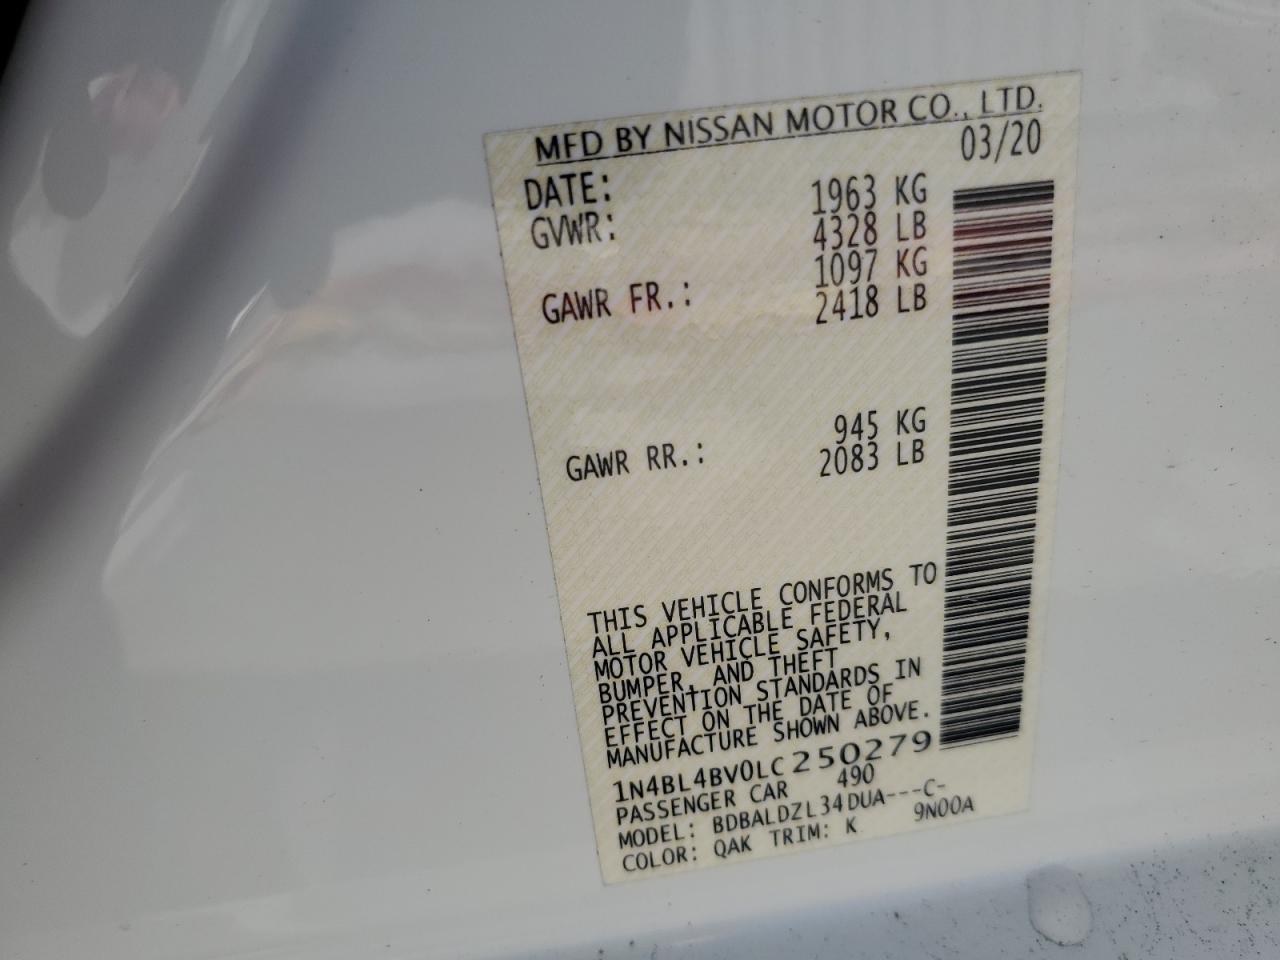 MFD BY NISSAN MOTOR CO., LTD.
DATE: 03/20
GVWR: 1963 KG
4328 LB
GAWR FR.: 1097 KG
2418 LB
GAWR RR.: 945 KG
2083 LB
THIS VEHICLE CONFORMS TO
ALL APPLICABLE FEDERAL
MOTOR VEHICLE SAFETY,
BUMPER, AND THEFT
PREVENTION STANDARDS IN
EFFECT ON THE DATE OF
MANUFACTURE SHOWN ABOVE.
1N4BL4BV0LC250279
PASSENGER CAR 490
MODEL: BDBALDZL34DUA---C-
COLOR: QAK TRIM: K 9N00A